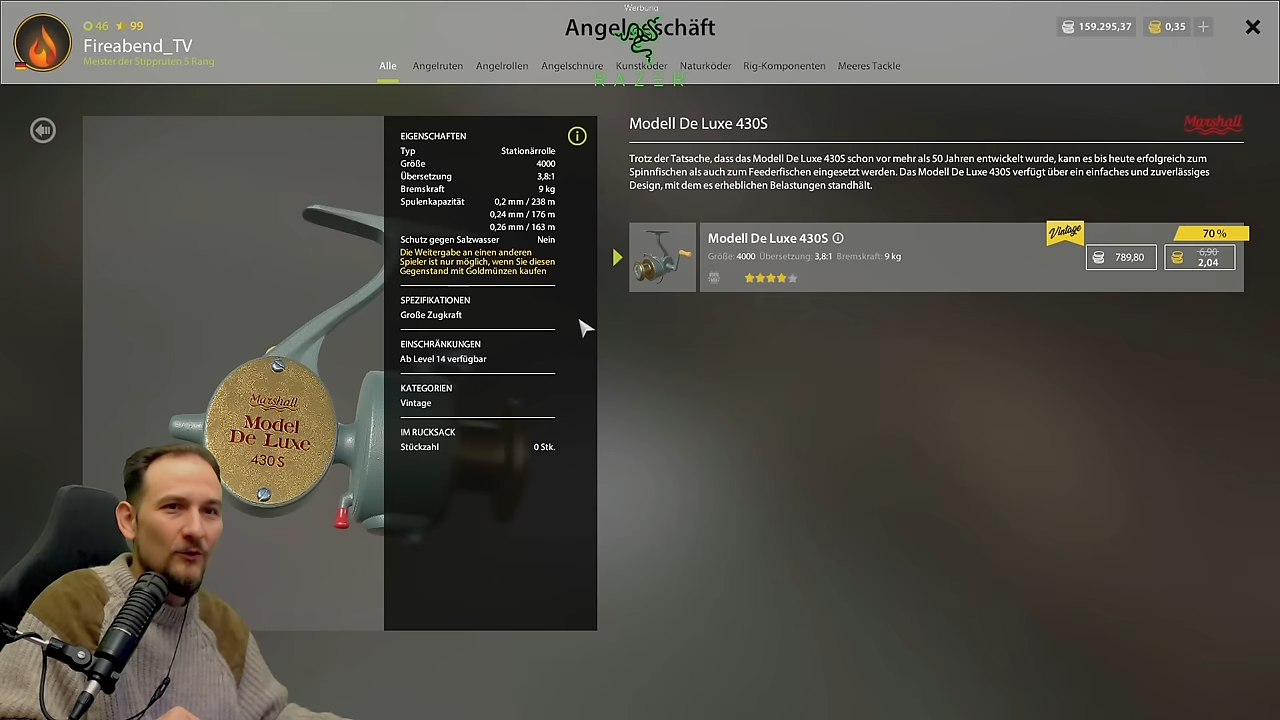 Werbung
46 99
Fireabend_TV
Meister der Stippruten 5 Rang
Angelgeschäft
159.295,37
0,35
RAZER
Alle Angelruten Angelrollen Angelschnüre Kunstköder Naturköder Rig-Komponenten Meeres Tackle
EIGENSCHAFTEN
Typ Stationärrolle
Größe 4000
Übersetzung 3,8:1
Bremskraft 9 kg
Spulenkapazität 0,2 mm / 238 m
0,24 mm / 176 m
0,26 mm / 163 m
Schutz gegen Salzwasser Nein
Die Weitergabe an einen anderen
Spieler ist nur möglich, wenn Sie diesen
Gegenstand mit Goldmünzen kaufen
SPEZIFIKATIONEN
Große Zugkraft
EINSCHRÄNKUNGEN
Ab Level 14 verfügbar
KATEGORIEN
Vintage
IM RUCKSACK
Stückzahl 0 Stk.
Marshall
Model
De Luxe
430 S
Modell De Luxe 430S
Marshall
Trotz der Tatsache, dass das Modell De Luxe 430S schon vor mehr als 50 Jahren entwickelt wurde, kann es bis heute erfolgreich zum
Spinnfischen als auch zum Feederfischen eingesetzt werden. Das Modell De Luxe 430S verfügt über ein einfaches und zuverlässiges
Design, mit dem es erheblichen Belastungen standhält.
Modell De Luxe 430S
Größe: 4000 Übersetzung: 3,8:1 Bremskraft: 9 kg
Vintage
70 %
789,80
6,90
2,04